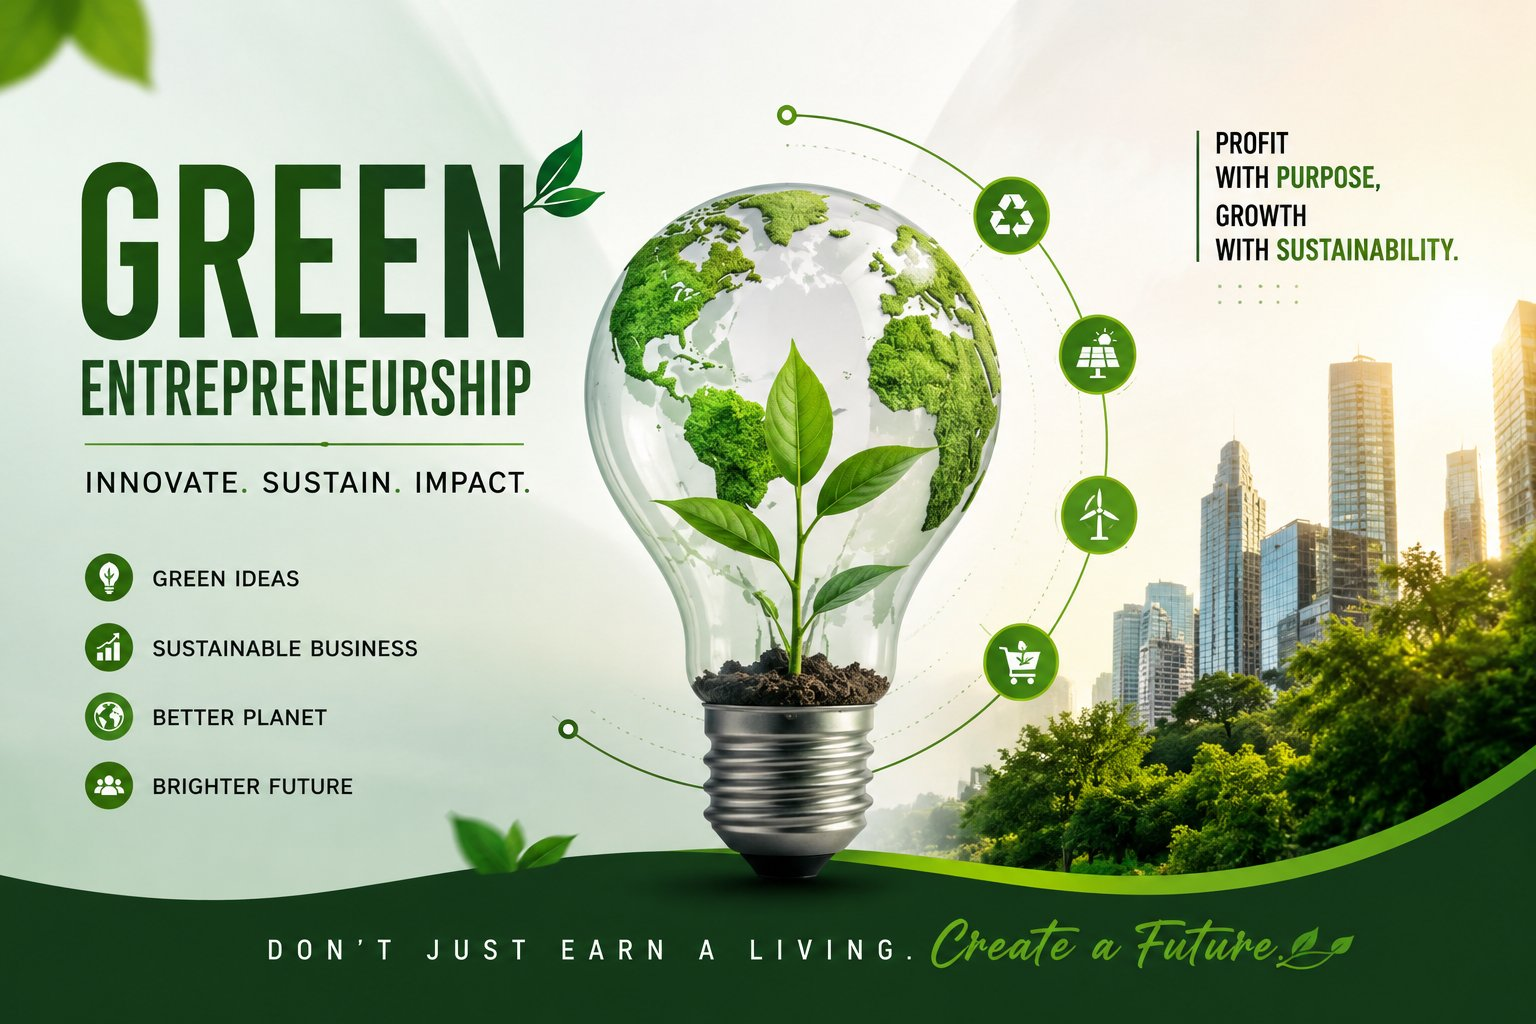 GREEN
ENTREPRENEURSHIP
INNOVATE. SUSTAIN. IMPACT.
GREEN IDEAS
SUSTAINABLE BUSINESS
BETTER PLANET
BRIGHTER FUTURE
PROFIT
WITH PURPOSE,
GROWTH
WITH SUSTAINABILITY.
DON'T JUST EARN A LIVING. Create a Future.